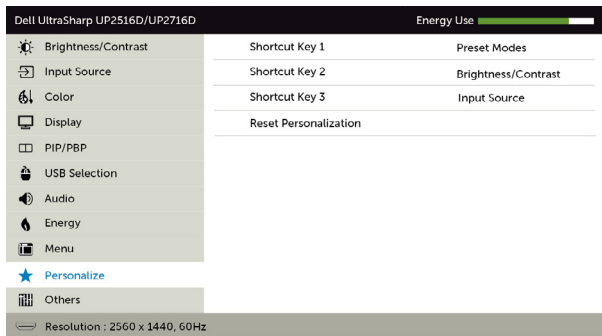 Dell UltraSharp UP2516D/UP2716D Energy Use
Brightness/Contrast Shortcut Key 1 Preset Modes
Input Source Shortcut Key 2 Brightness/Contrast
Color Shortcut Key 3 Input Source
Display Reset Personalization
PIP/PBP
USB Selection
Audio
Energy
Menu
Personalize
Others
Resolution : 2560 x 1440, 60Hz